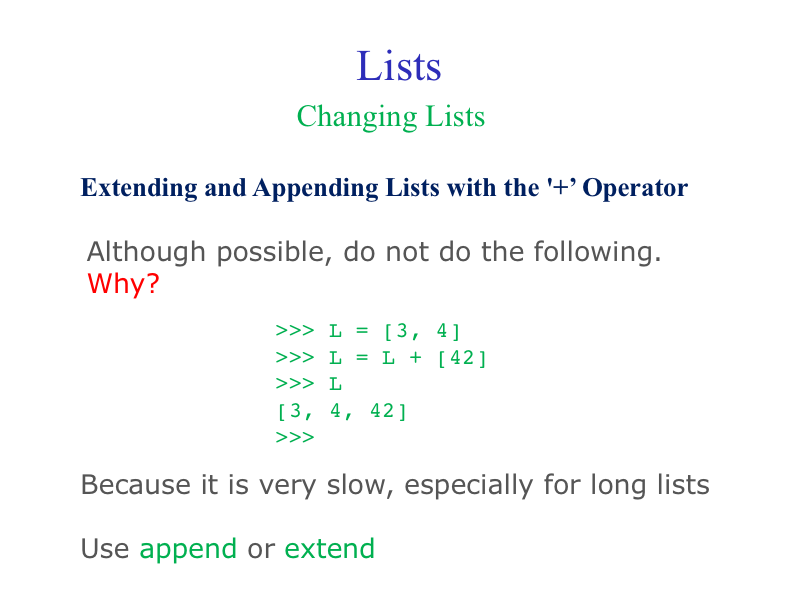 Lists
Changing Lists
Extending and Appending Lists with the '+’ Operator
Although possible, do not do the following.
Why?
>>> L = [3, 4]
>>> L = L + [42]
>>> L
[3, 4, 42]
>>>
Because it is very slow, especially for long lists
Use append or extend